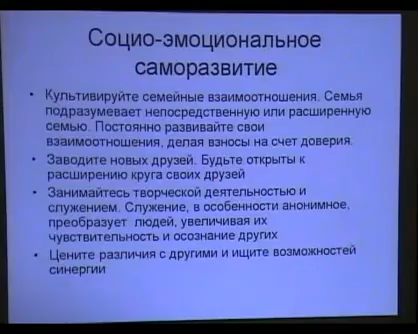 Социо-эмоциональное
саморазвитие
• Культивируйте семейные взаимоотношения. Семья
подразумевает непосредственную или расширенную
семью. Постоянно развивайте свои
взаимоотношения, делая взносы на счет доверия.
• Заводите новых друзей. Будьте открыты к
расширению круга своих друзей
• Занимайтесь творческой деятельностью и
служением. Служение, в особенности анонимное,
преобразует людей, увеличивая их
чувствительность и осознание других
• Цените различия с другими и ищите возможностей
синергии